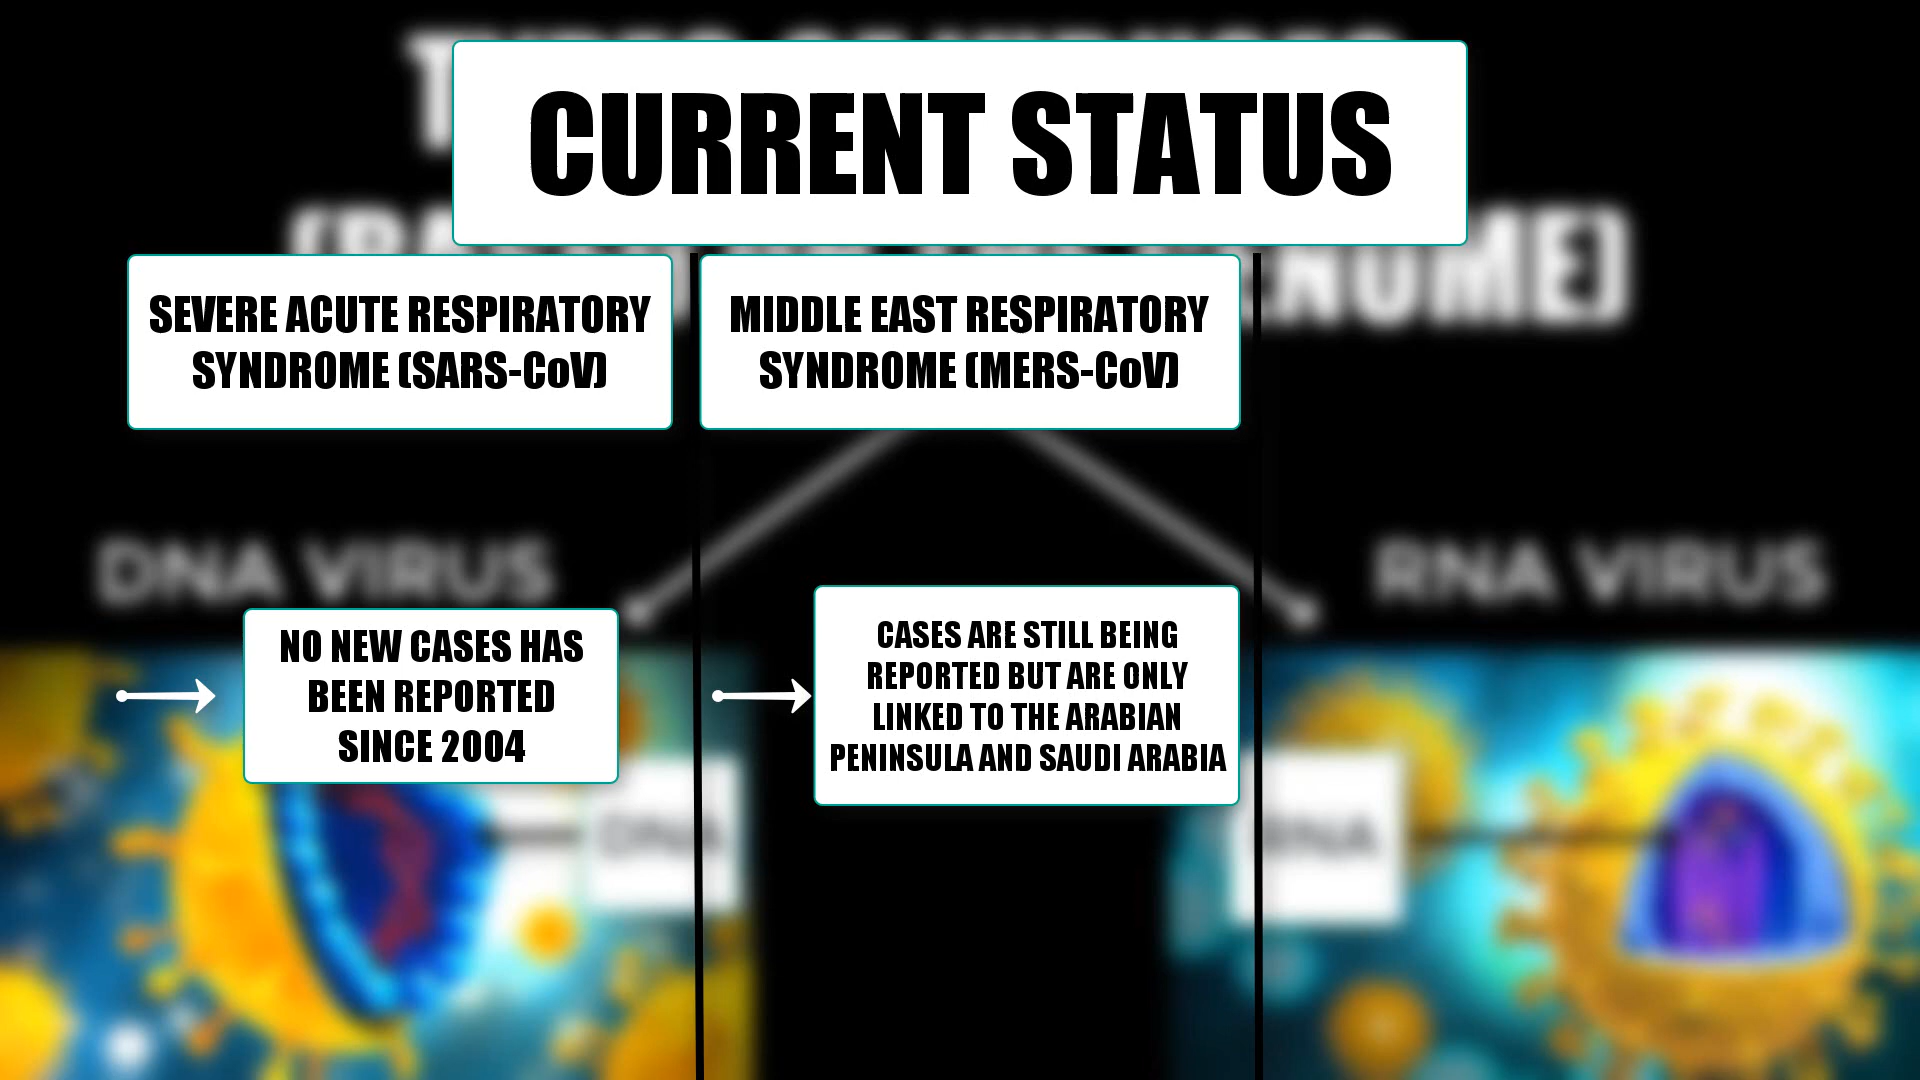 CURRENT STATUS
SEVERE ACUTE RESPIRATORY
SYNDROME (SARS-CoV)
MIDDLE EAST RESPIRATORY
SYNDROME (MERS-CoV)
DNA VIRUS
RNA VIRUS
NO NEW CASES HAS
BEEN REPORTED
SINCE 2004
CASES ARE STILL BEING
REPORTED BUT ARE ONLY
LINKED TO THE ARABIAN
PENINSULA AND SAUDI ARABIA
DNA
RNA